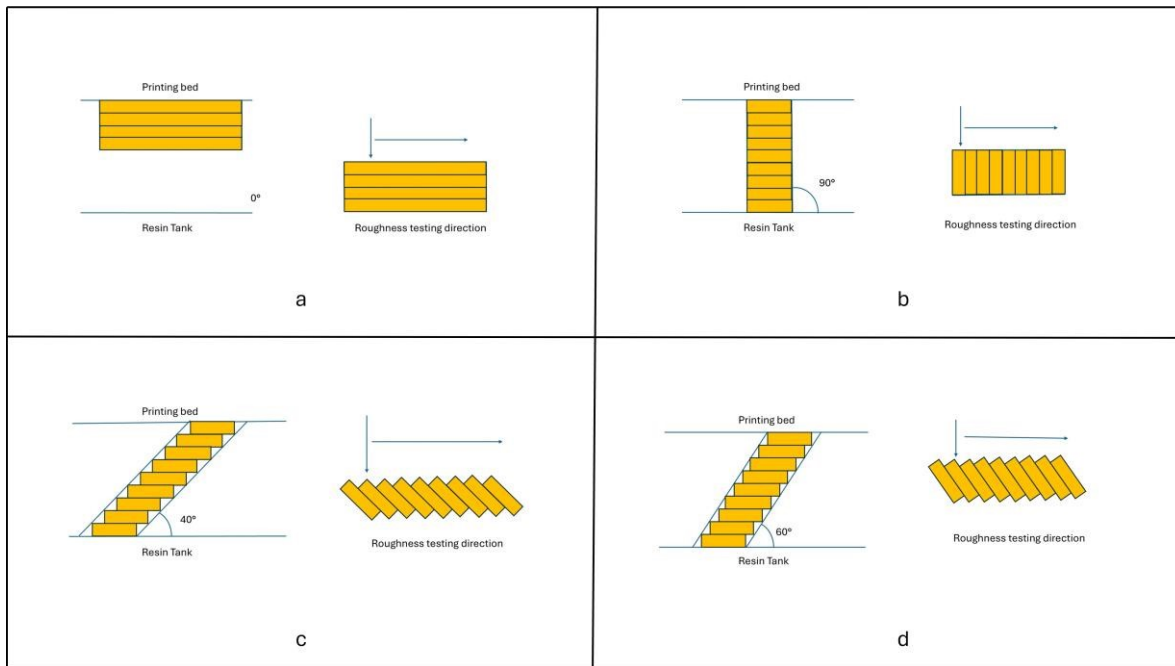 Printing bed
0°
Resin Tank
Roughness testing direction
a
Printing bed
90°
Resin Tank
Roughness testing direction
b
Printing bed
40°
Resin Tank
Roughness testing direction
c
Printing bed
60°
Resin Tank
Roughness testing direction
d